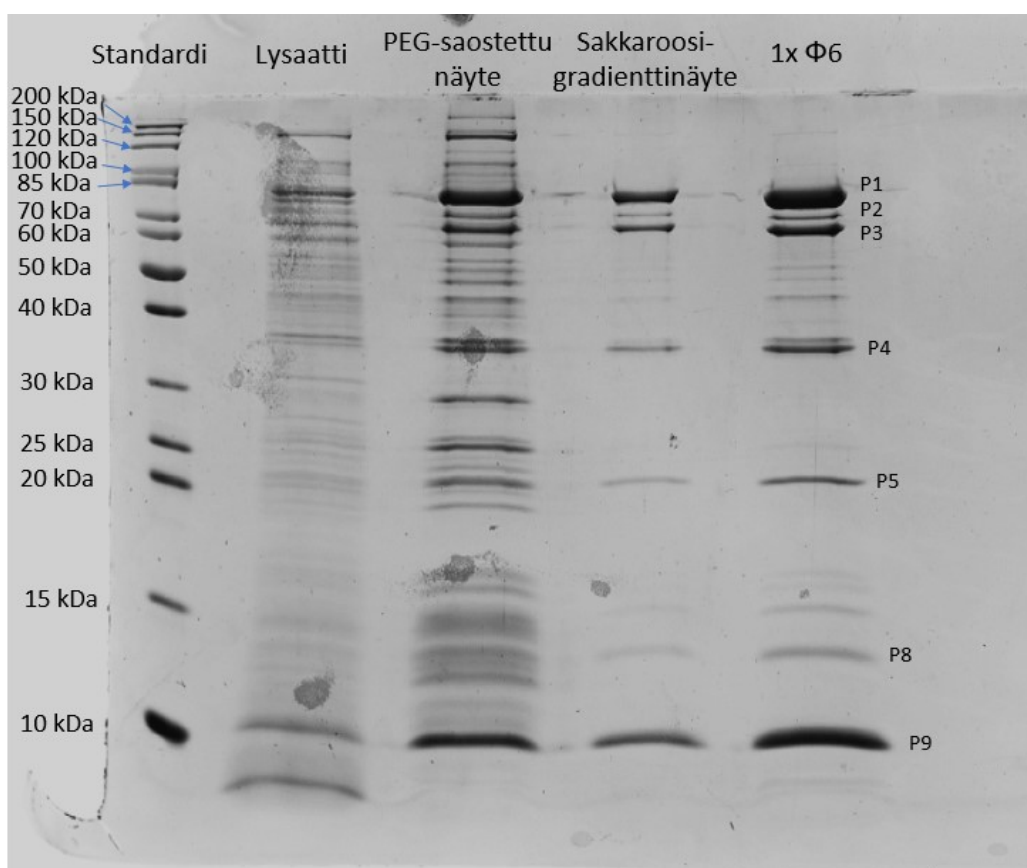 Standardi
Lysaatti
PEG-saostettu
näyte
Sakkaroosi-
gradienttinäyte
1x Φ6
200 kDa
150 kDa
120 kDa
100 kDa
85 kDa
70 kDa
60 kDa
50 kDa
40 kDa
30 kDa
25 kDa
20 kDa
15 kDa
10 kDa
P1
P2
P3
P4
P5
P8
P9